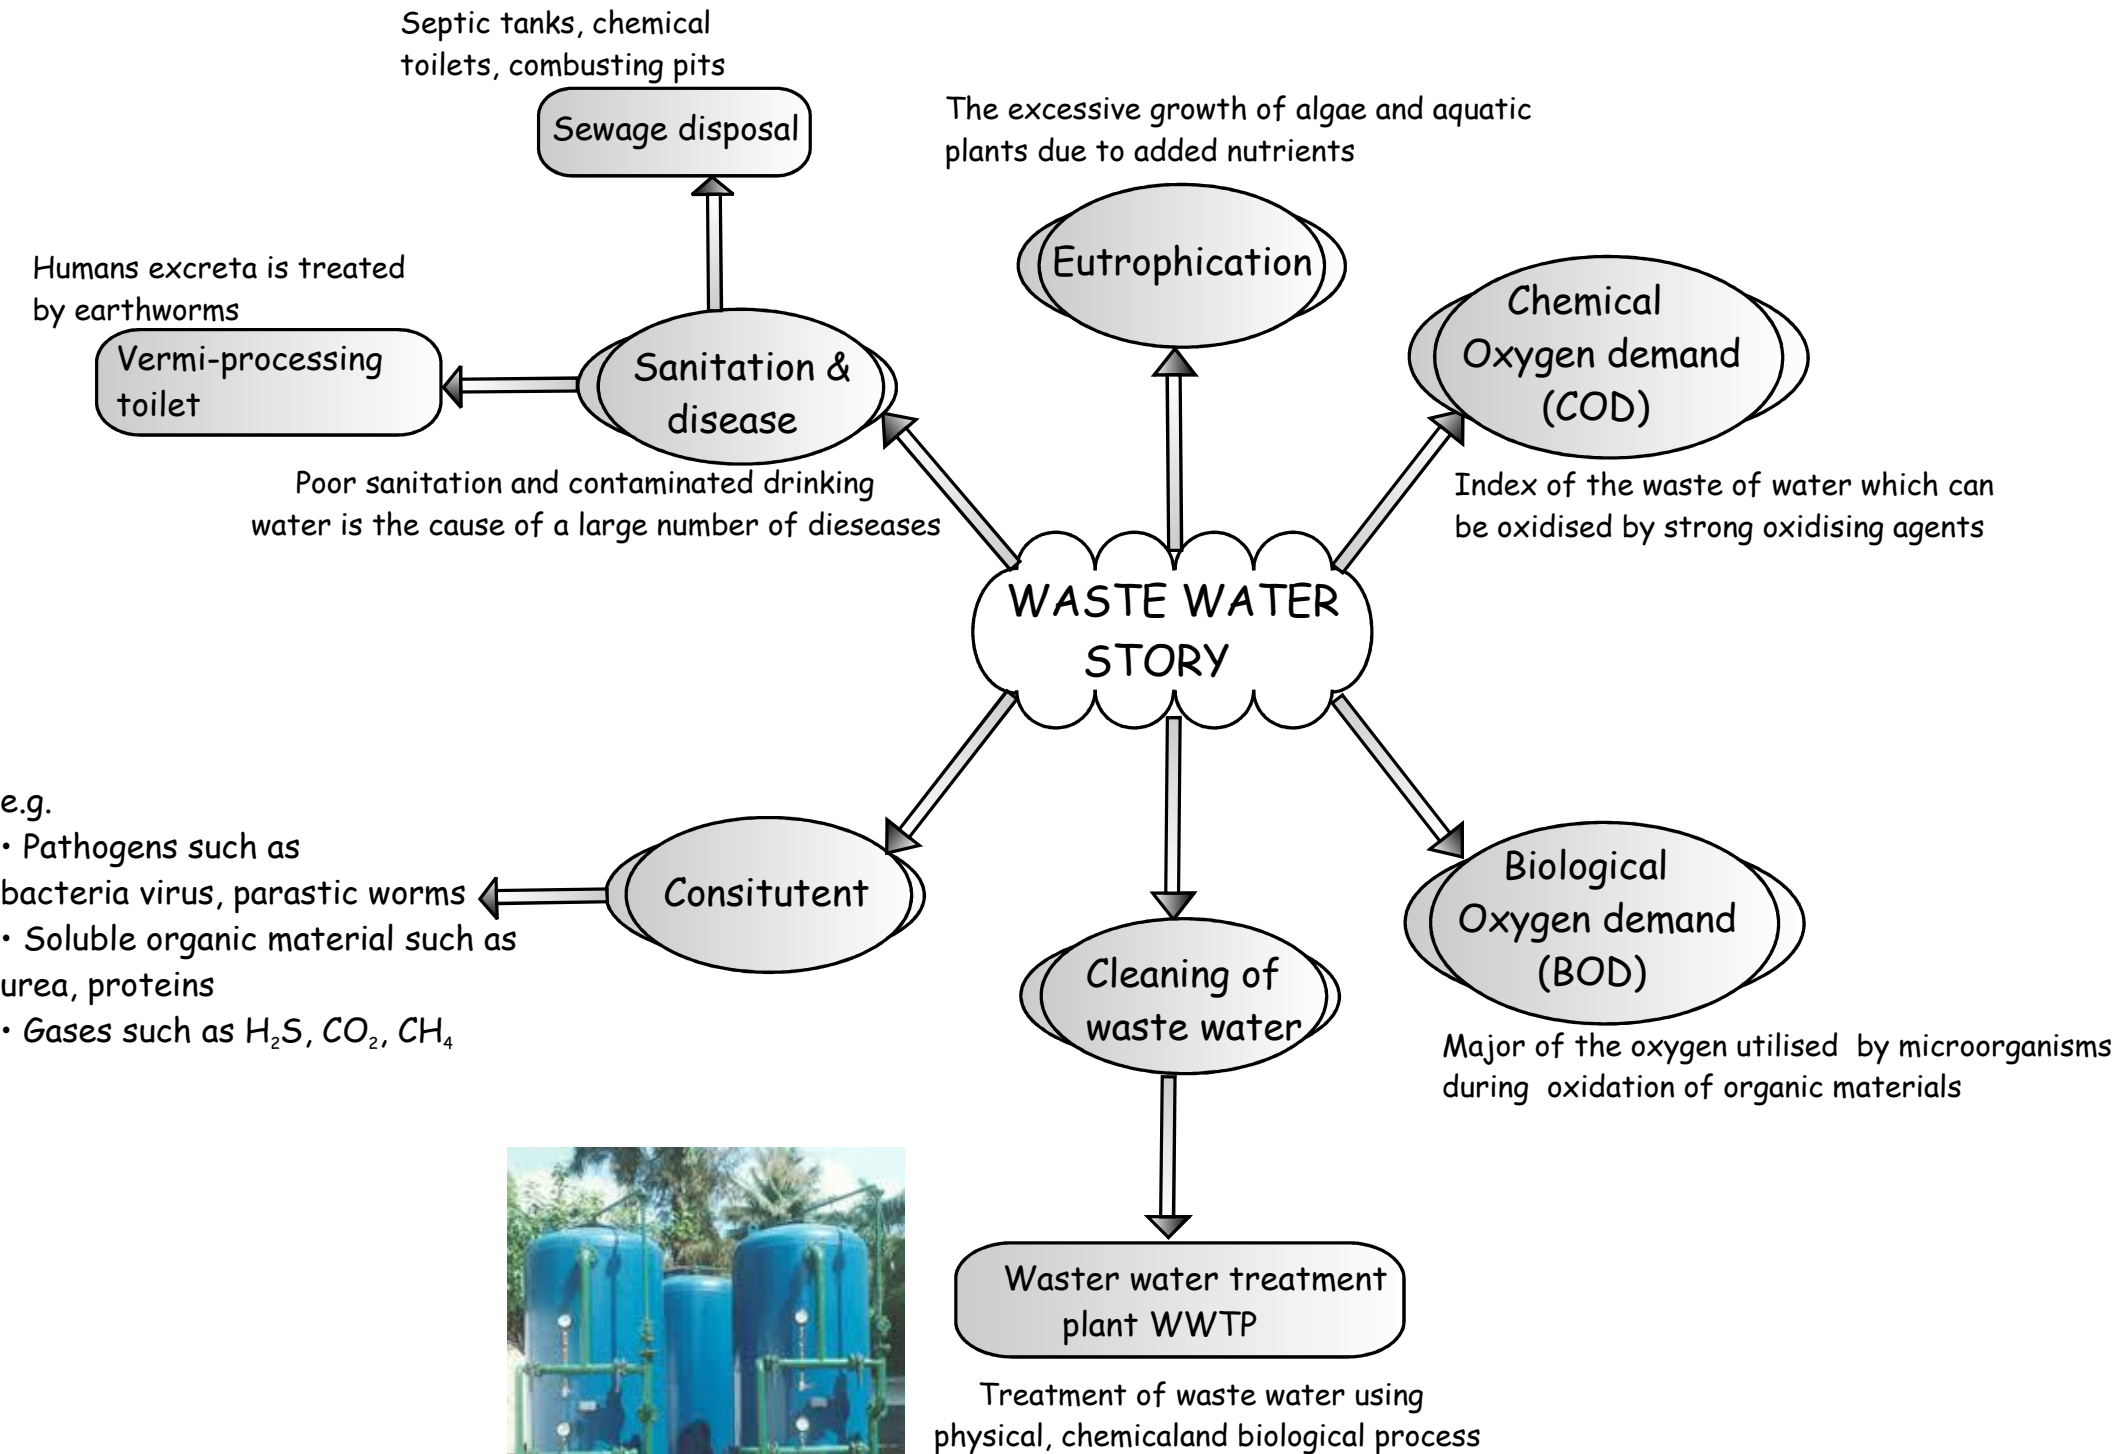 Septic tanks, chemical
toilets, combusting pits
Sewage disposal
The excessive growth of algae and aquatic
plants due to added nutrients
Eutrophication
Humans excreta is treated
by earthworms
Vermi-processing
toilet
Sanitation &
disease
Poor sanitation and contaminated drinking
water is the cause of a large number of dieseases
Chemical
Oxygen demand
(COD)
Index of the waste of water which can
be oxidised by strong oxidising agents
WASTE WATER
STORY
e.g.
• Pathogens such as
bacteria virus, parastic worms
• Soluble organic material such as
urea, proteins
• Gases such as H₂S, CO₂, CH₄
Consitutent
Cleaning of
waste water
Biological
Oxygen demand
(BOD)
Major of the oxygen utilised by microorganisms
during oxidation of organic materials
Waster water treatment
plant WWTP
Treatment of waste water using
physical, chemicaland biological process